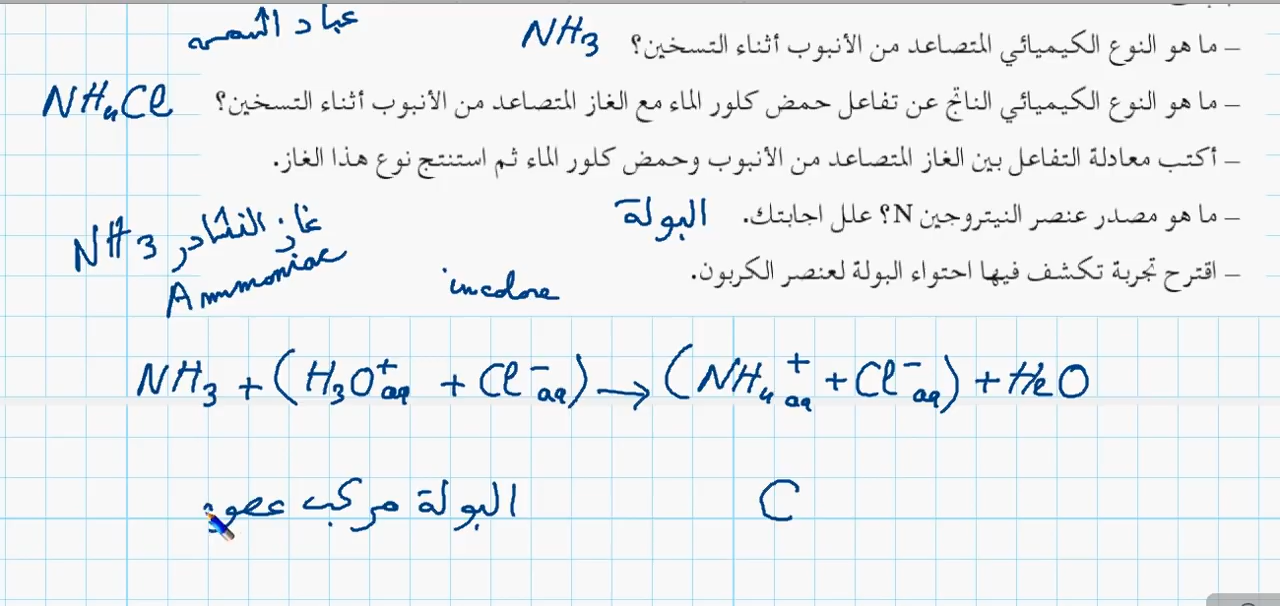 عباد الشمس
– ما هو النوع الكيميائي المتصاعد من الأنبوب أثناء التسخين؟ NH3
– ما هو النوع الكيميائي الناتج عن تفاعل حمض كلور الماء مع الغاز المتصاعد من الأنبوب أثناء التسخين؟ NH4Cl
– أكتب معادلة التفاعل بين الغاز المتصاعد من الأنبوب وحمض كلور الماء ثم استنتج نوع هذا الغاز.
– ما هو مصدر عنصر النيتروجين N؟ علل اجابتك. البولة
غاز النشادر NH3
– اقترح تجربة تكشف فيها احتواء البولة لعنصر الكربون.
Ammoniac
incolore
NH3 + (H3O+aq + Cl-aq) → (NH4+aq + Cl-aq) + H2O
البولة مركب عضو
C